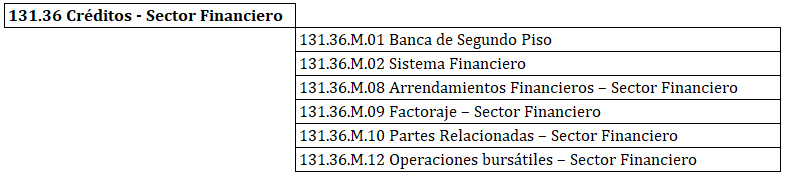 131.36 Créditos - Sector Financiero
131.36.M.01 Banca de Segundo Piso
131.36.M.02 Sistema Financiero
131.36.M.08 Arrendamientos Financieros – Sector Financiero
131.36.M.09 Factoraje – Sector Financiero
131.36.M.10 Partes Relacionadas – Sector Financiero
131.36.M.12 Operaciones bursátiles – Sector Financiero